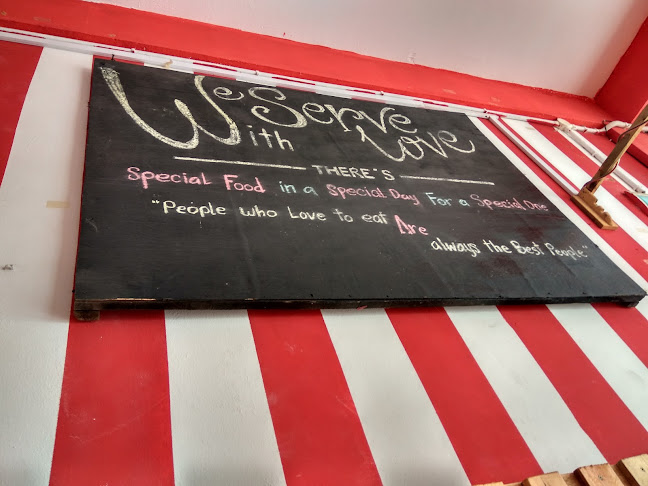 We Serve
With Love
THERE'S
Special Food in a Special Day For a Special One
"People who Love to eat Are
always the Best People"